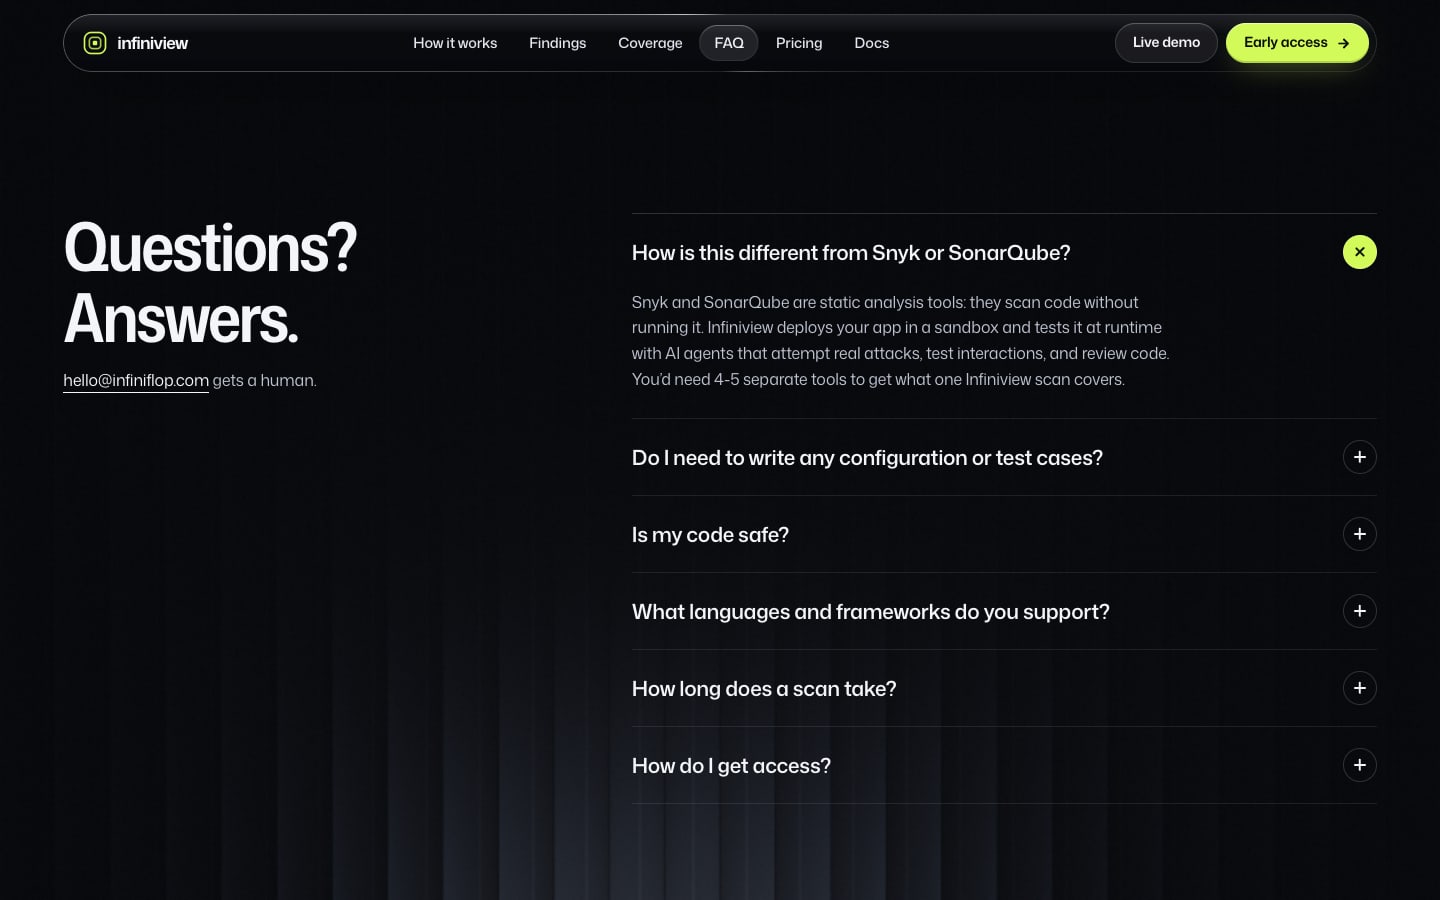 infiniview
How it works
Findings
Coverage
FAQ
Pricing
Docs
Live demo
Early access →
Questions?
Answers.
hello@infiniflop.com gets a human.
How is this different from Snyk or SonarQube?
Snyk and SonarQube are static analysis tools: they scan code without
running it. Infiniview deploys your app in a sandbox and tests it at runtime
with AI agents that attempt real attacks, test interactions, and review code.
You’d need 4-5 separate tools to get what one Infiniview scan covers.
Do I need to write any configuration or test cases?
Is my code safe?
What languages and frameworks do you support?
How long does a scan take?
How do I get access?